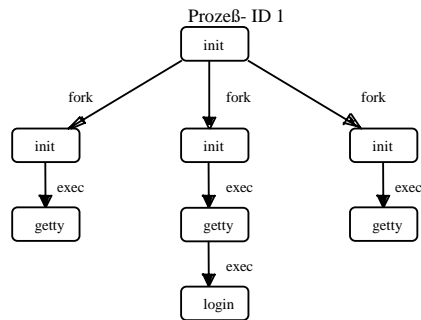 Prozeß- ID 1
init
fork fork fork
init init init
exec exec exec
getty getty getty
exec
login